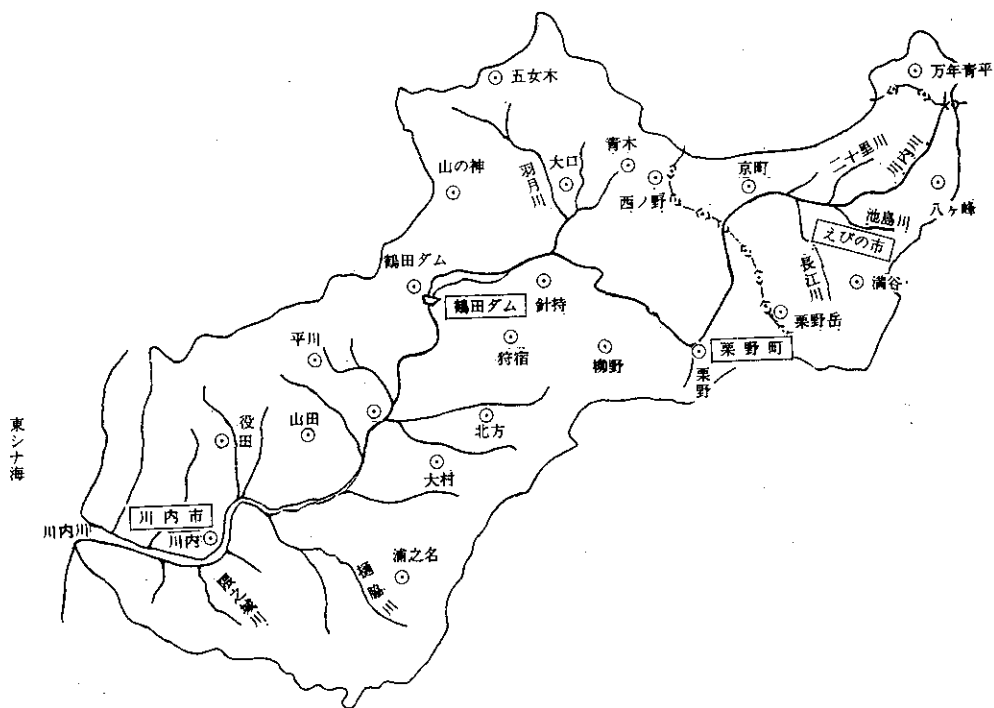 五女木
万年青平
山の神
羽月川
大口
青木
西ノ野
京町
二十里川
川内川
八ヶ峰
池島川
えびの市
長江川
満谷
鶴田ダム
鶴田ダム
針持
栗野岳
平川
狩宿
柳野
栗野町
栗野
東シナ海
役田
山田
北方
大村
川内市
川内川
川内
隈之城川
樋脇川
浦之名